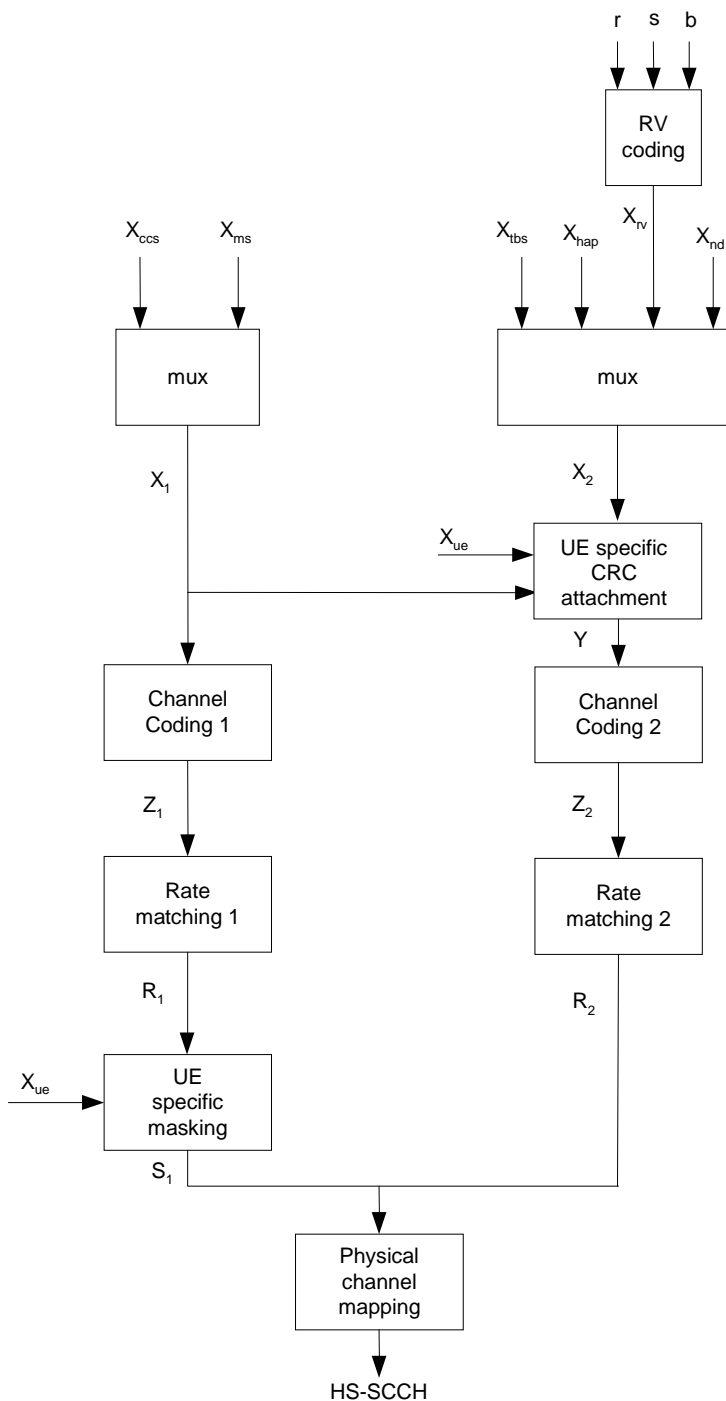 r s b
RV
coding
X_ccs X_ms X_tbs X_hap X_rv X_nd
mux mux
X_1 X_2
X_ue UE specific
CRC
attachment
Y
Channel
Coding 1
Channel
Coding 2
Z_1 Z_2
Rate
matching 1
Rate
matching 2
R_1 R_2
X_ue UE
specific
masking
S_1
Physical
channel
mapping
HS-SCCH